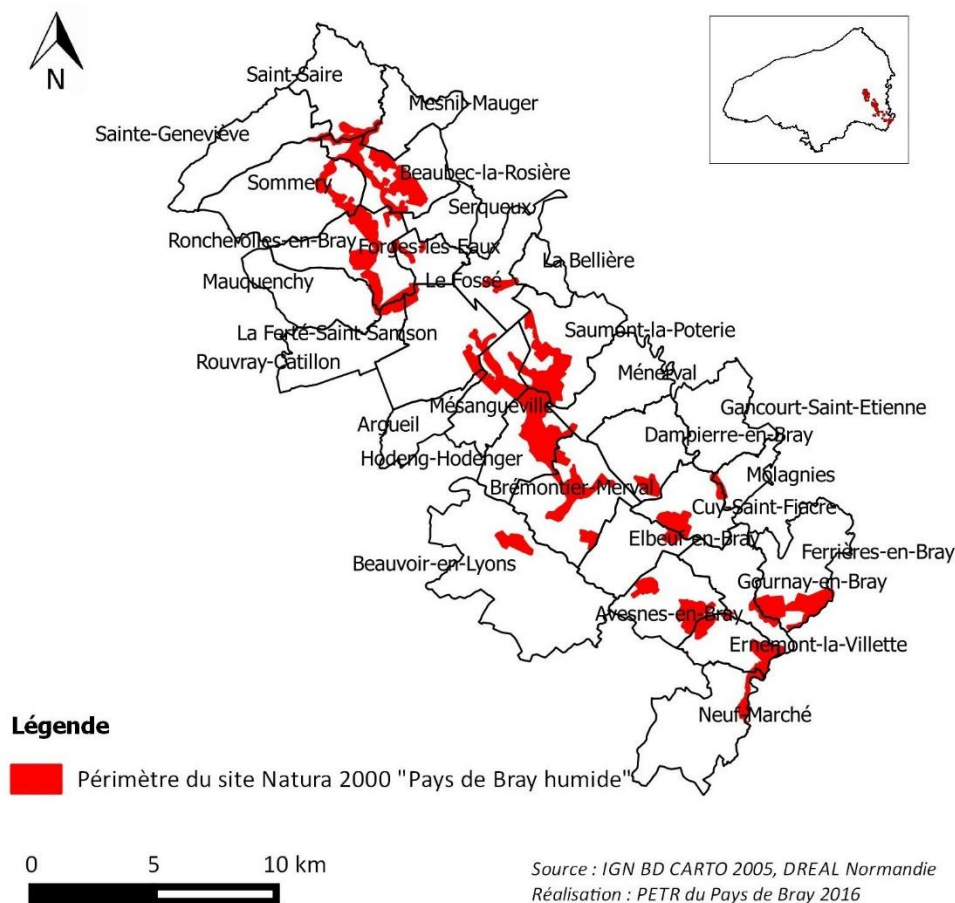 N
Saint-Saire
Mesnil-Mauger
Sainte-Geneviève
Beaubec-la-Rosière
Sommery
Serqueux
Roncherolles-en-Bray
Forges-les-Eaux
La Bellière
Mauquenchy
Le Fossé
La Ferté-Saint-Samson
Saumont-la-Poterie
Rouvray-Catillon
Ménerval
Mésangueville
Gancourt-Saint-Etienne
Argueil
Dampierre-en-Bray
Hodeng-Hodenger
Molagnies
Brémontier-Merval
Cuy-Saint-Fiacre
Elbeuf-en-Bray
Ferrières-en-Bray
Beauvoir-en-Lyons
Gournay-en-Bray
Avesnes-en-Bray
Ernemont-la-Villette
Neuf-Marché
Légende
Périmètre du site Natura 2000 "Pays de Bray humide"
0 5 10 km
Source : IGN BD CARTO 2005, DREAL Normandie
Réalisation : PETR du Pays de Bray 2016